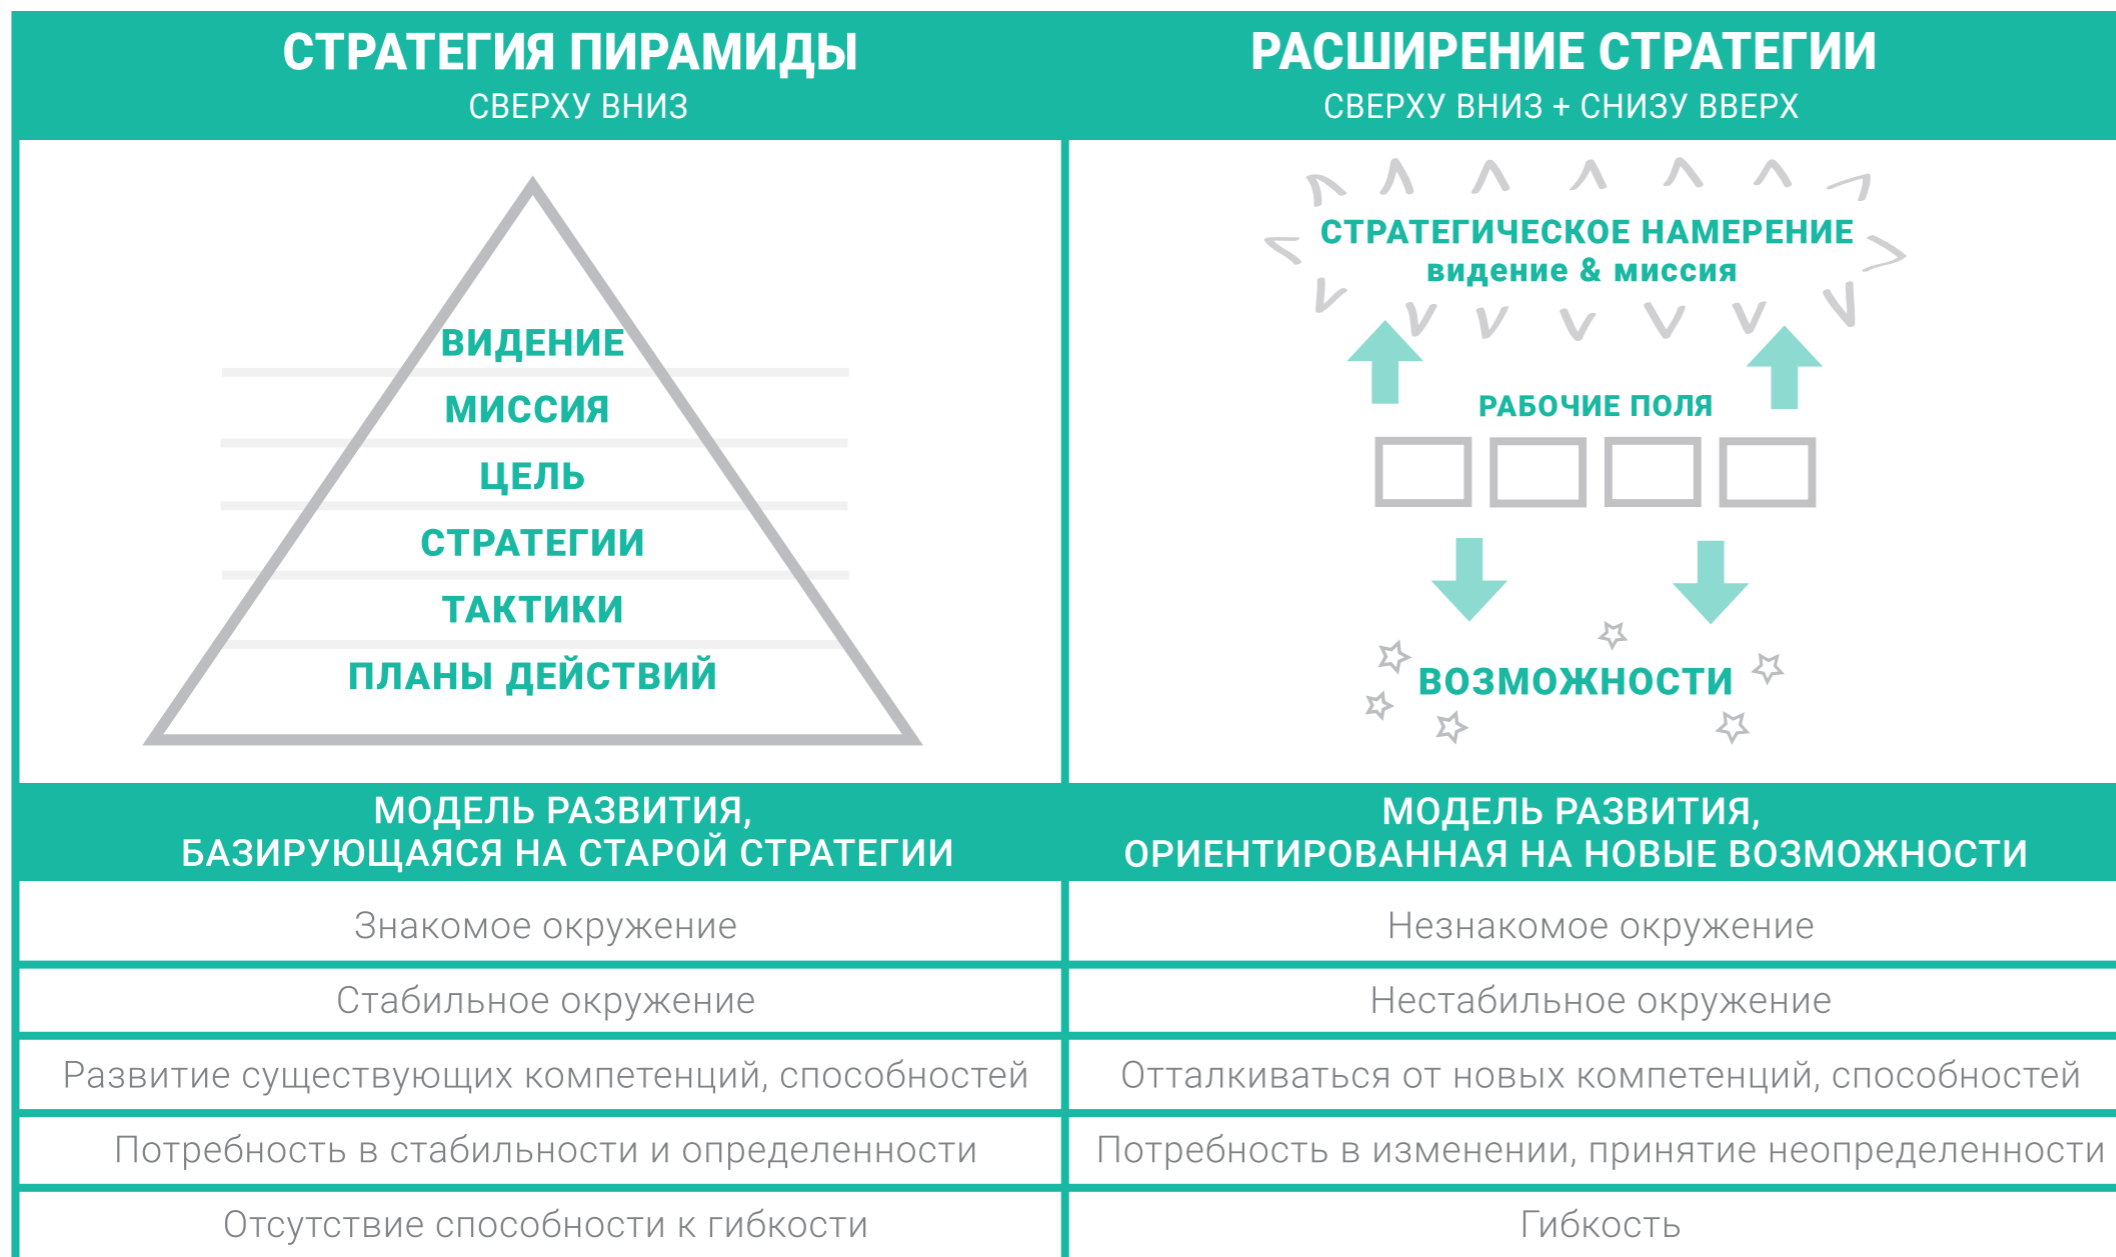 СТРАТЕГИЯ ПИРАМИДЫ
СВЕРХУ ВНИЗ
ВИДЕНИЕ
МИССИЯ
ЦЕЛЬ
СТРАТЕГИИ
ТАКТИКИ
ПЛАНЫ ДЕЙСТВИЙ
РАСШИРЕНИЕ СТРАТЕГИИ
СВЕРХУ ВНИЗ + СНИЗУ ВВЕРХ
СТРАТЕГИЧЕСКОЕ НАМЕРЕНИЕ
видение & миссия
РАБОЧИЕ ПОЛЯ
ВОЗМОЖНОСТИ
МОДЕЛЬ РАЗВИТИЯ,
БАЗИРУЮЩАЯСЯ НА СТАРОЙ СТРАТЕГИИ
МОДЕЛЬ РАЗВИТИЯ,
ОРИЕНТИРОВАННАЯ НА НОВЫЕ ВОЗМОЖНОСТИ
Знакомое окружение
Незнакомое окружение
Стабильное окружение
Нестабильное окружение
Развитие существующих компетенций, способностей
Отталкиваться от новых компетенций, способностей
Потребность в стабильности и определенности
Потребность в изменении, принятие неопределенности
Отсутствие способности к гибкости
Гибкость